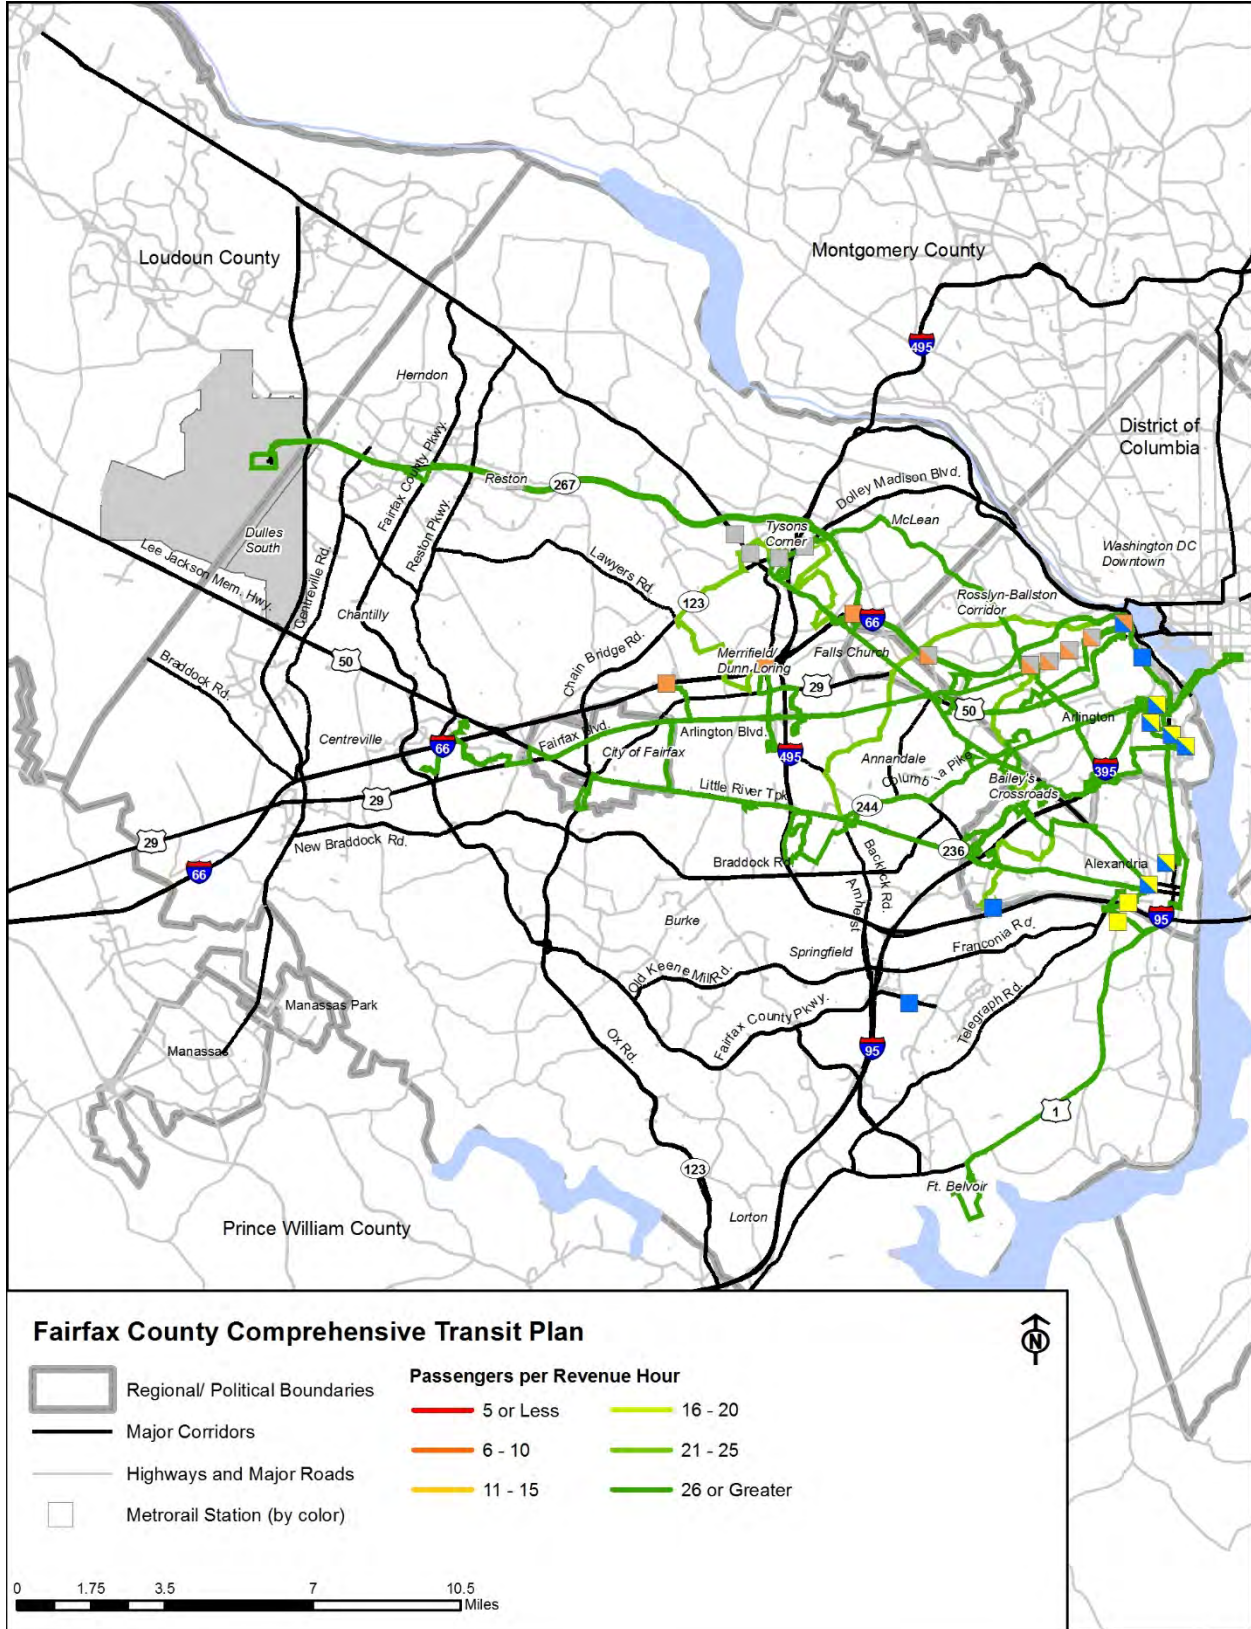 Loudoun County
Montgomery County
495
Herndon
District of
Columbia
Fairfax County Pkwy.
Reston Pkwy.
Reston
267
Dolley Madison Blvd.
McLean
Tysons
Corner
Washington DC
Downtown
Dulles
South
Lee Jackson Mem. Hwy.
Centreville Rd.
Lawyers Rd.
Rosslyn-Ballston
Corridor
123
Chantilly
66
Chain Bridge Rd.
Merrifield/
Dunn Loring
Falls Church
50
29
Braddock Rd.
50
Arlington
Fairfax Blvd.
Arlington Blvd.
Centreville
66
City of Fairfax
495
Annandale
Columb
a Pike
395
Bailey's
Crossroads
Little River Tpk.
29
244
29
New Braddock Rd.
236
66
Braddock Rd.
Backlick Rd.
Alexandria
Amherst
95
Burke
Springfield
Franconia Rd.
Old Keene Mill Rd.
Manassas Park
Fairfax County Pkwy.
Telegraph Rd.
Manassas
Ox Rd.
95
1
123
Ft. Belvoir
Lorton
Prince William County
Fairfax County Comprehensive Transit Plan
N
Regional/ Political Boundaries
Major Corridors
Highways and Major Roads
Metrorail Station (by color)
Passengers per Revenue Hour
5 or Less
6 - 10
11 - 15
16 - 20
21 - 25
26 or Greater
0 1.75 3.5 7 10.5
Miles